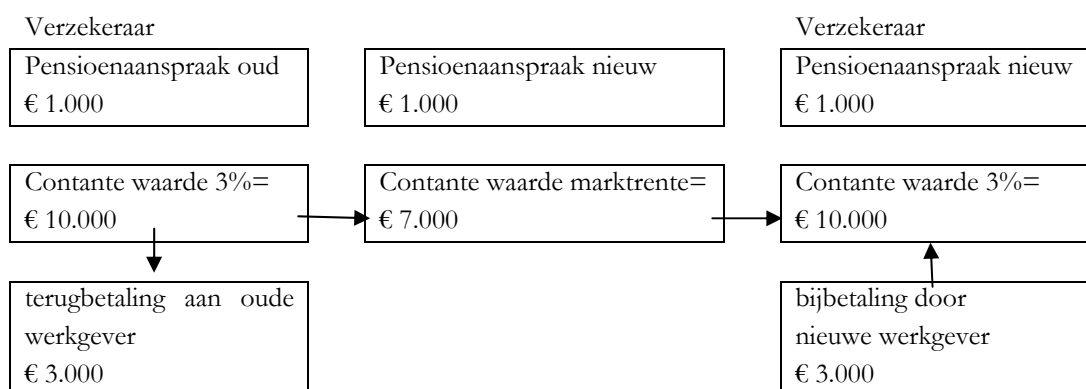 Verzekeraar
Verzekeraar
Pensioenaanspraak oud
€ 1.000
Pensioenaanspraak nieuw
€ 1.000
Pensioenaanspraak nieuw
€ 1.000
Contante waarde 3%=
€ 10.000
Contante waarde marktrente=
€ 7.000
Contante waarde 3%=
€ 10.000
terugbetaling aan oude
werkgever
€ 3.000
bijbetaling door
nieuwe werkgever
€ 3.000